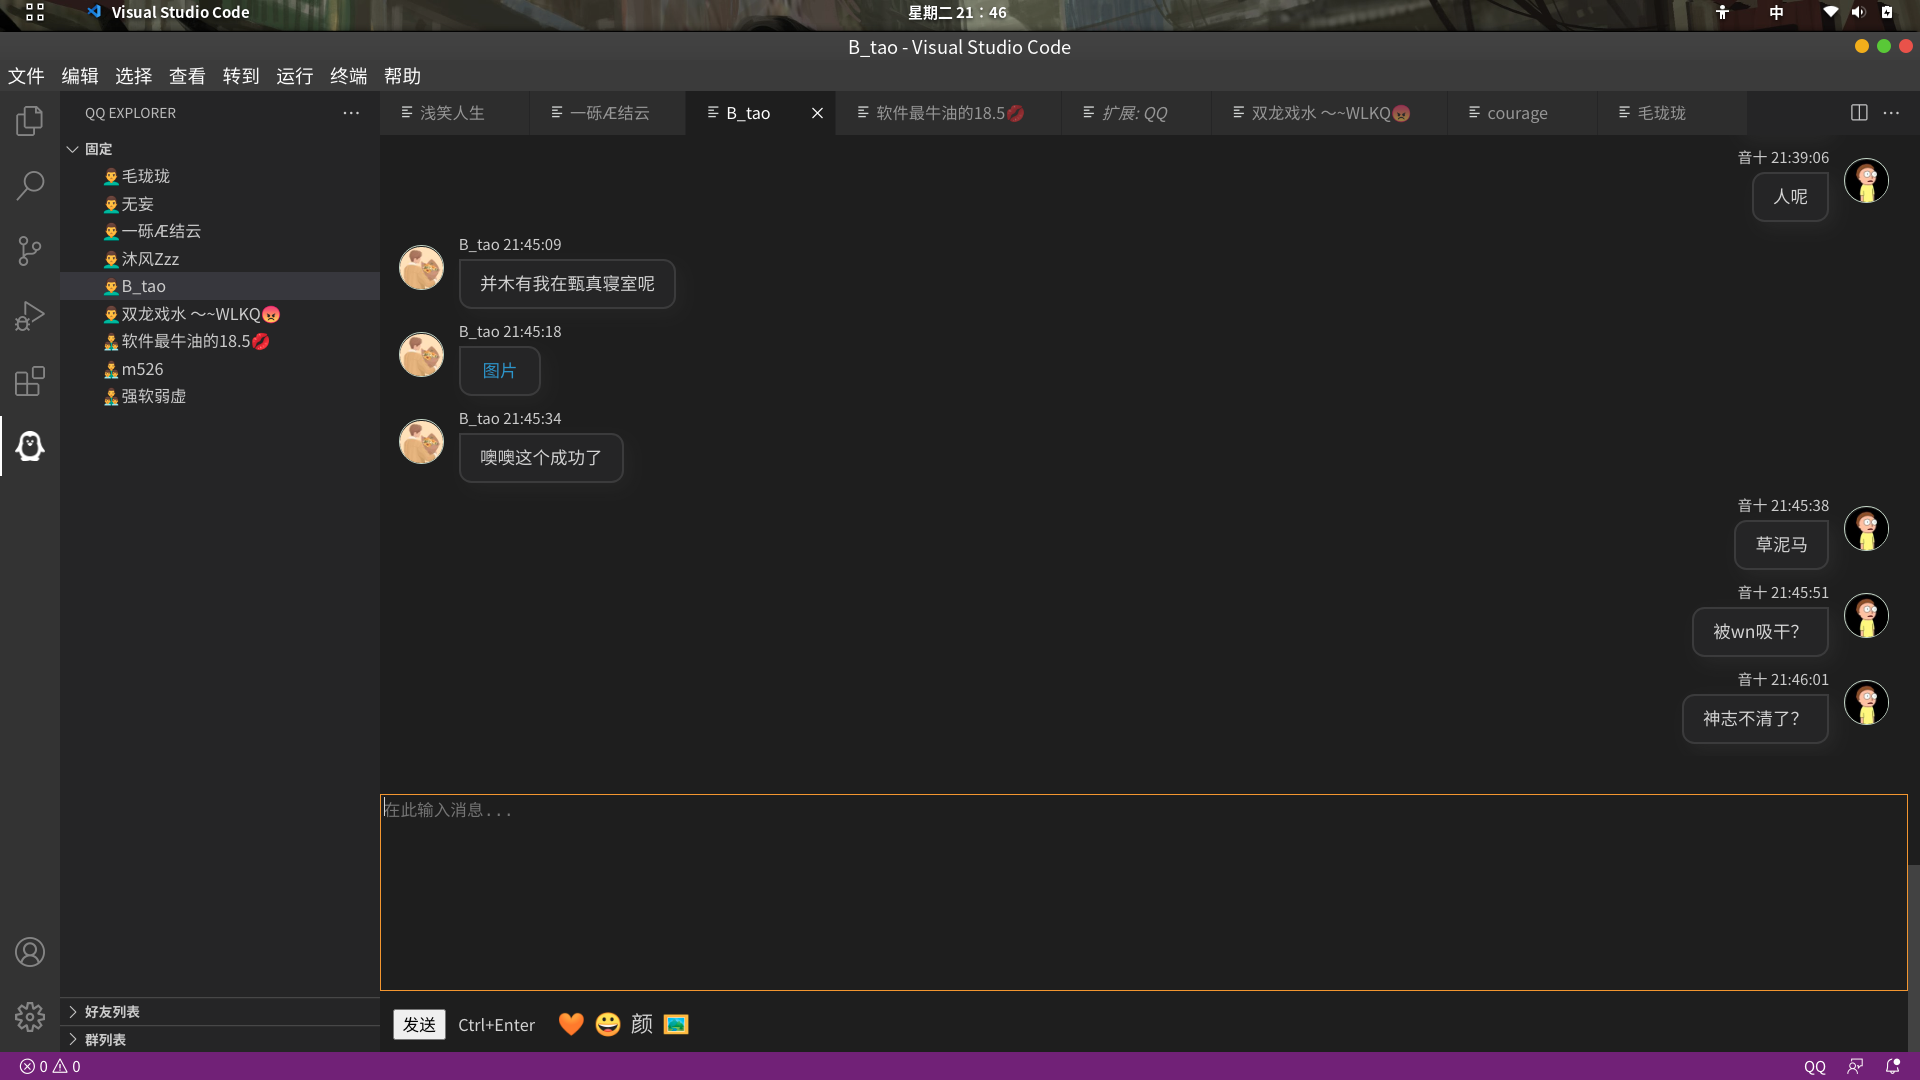 Visual Studio Code
星期二 21：46
中
B_tao - Visual Studio Code
文件 编辑 选择 查看 转到 运行 终端 帮助
QQ EXPLORER
浅笑人生 一砾Æ结云 B_tao 软件最牛油的18.5💋 扩展: QQ 双龙戏水 ～~WLKQ😡 courage 毛珑珑
固定
毛珑珑
无妄
一砾Æ结云
沐风Zzz
B_tao
双龙戏水 ～~WLKQ😡
软件最牛油的18.5💋
m526
强软弱虚
好友列表
群列表
音十 21:39:06
人呢
B_tao 21:45:09
并木有我在甄真寝室呢
B_tao 21:45:18
图片
B_tao 21:45:34
噢噢这个成功了
音十 21:45:38
草泥马
音十 21:45:51
被wn吸干？
音十 21:46:01
神志不清了？
在此输入消息...
发送 Ctrl+Enter 🧡 😀 颜
0 0
QQ